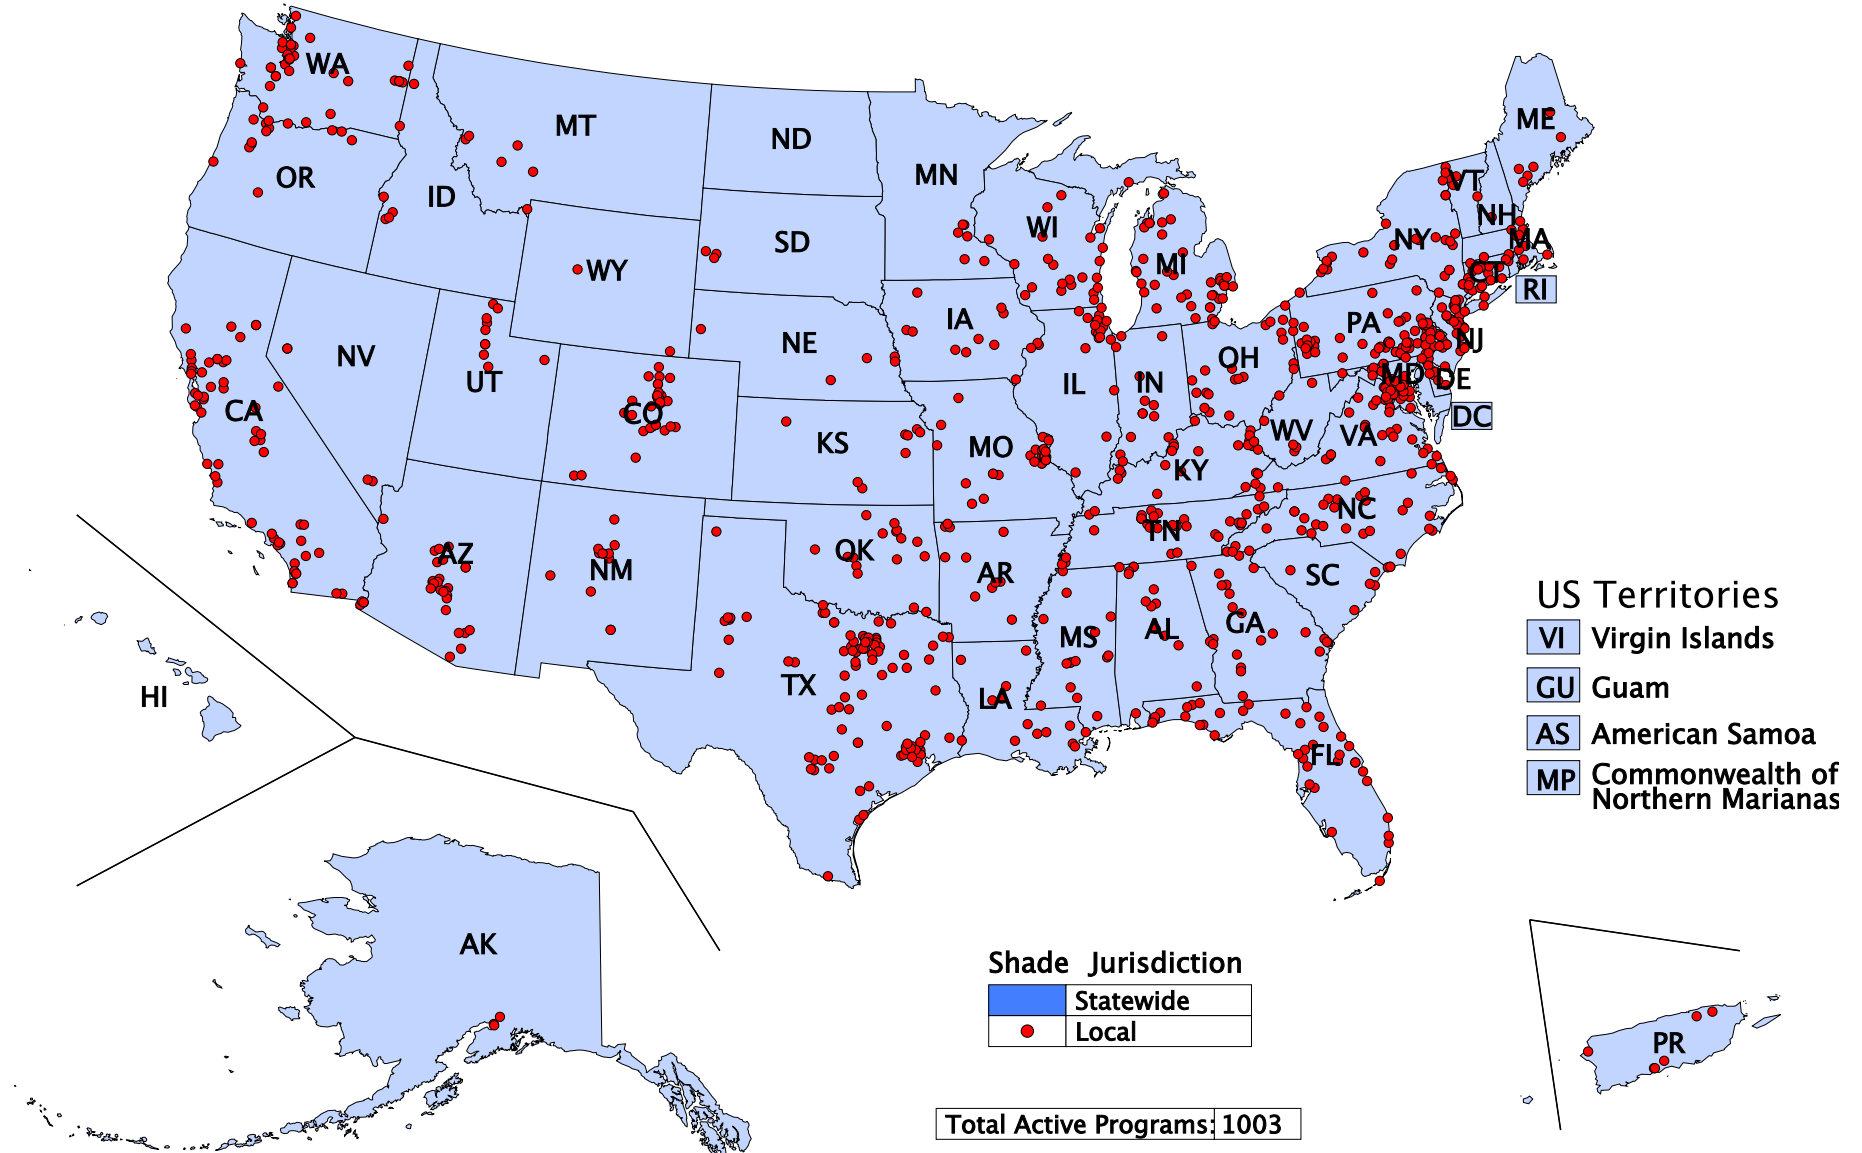 WA
MT
ND
MN
ME
OR
ID
SD
WI
VT
NH
NY
MA
MI
CT
RI
WY
NE
IA
PA
NJ
NV
UT
CO
IL
IN
OH
MD
DE
DC
CA
KS
MO
KY
WV
VA
AZ
NM
OK
AR
TN
NC
SC
TX
LA
MS
AL
GA
FL
HI
AK
PR
US Territories
VI Virgin Islands
GU Guam
AS American Samoa
MP Commonwealth of
Northern Marianas
Shade Jurisdiction
Statewide
Local
Total Active Programs: 1003